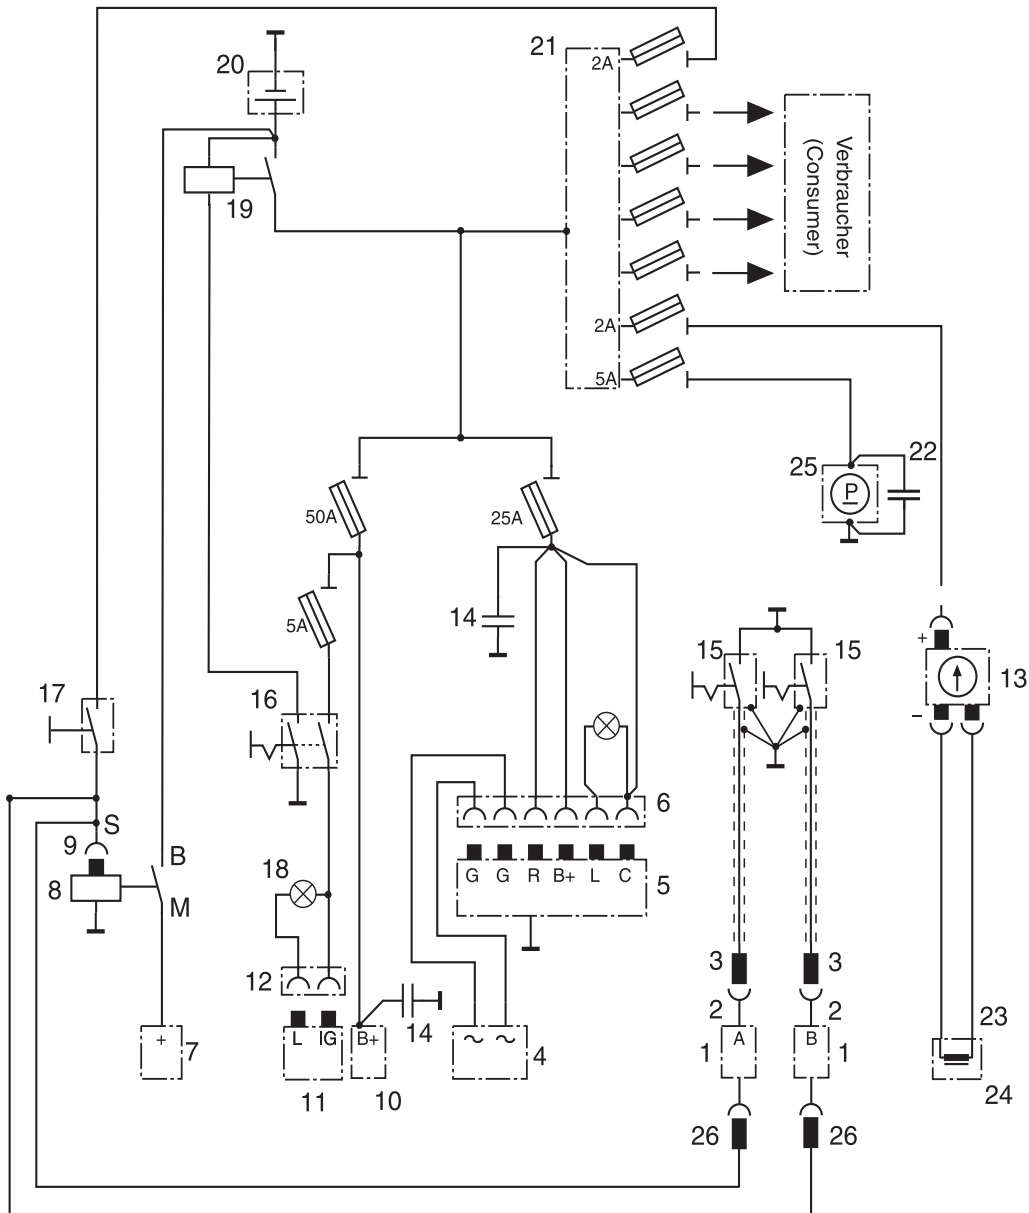 20
21
2A
Verbraucher
(Consumer)
19
2A
5A
25
P
22
50A
25A
5A
14
15
15
+
13
−
17
16
6
S
9
B
8
M
18
G G R B+ L C
5
12
14
3
3
2
2
23
+
7
L IG
B+
11
10
4
1
A
B
1
24
26
26